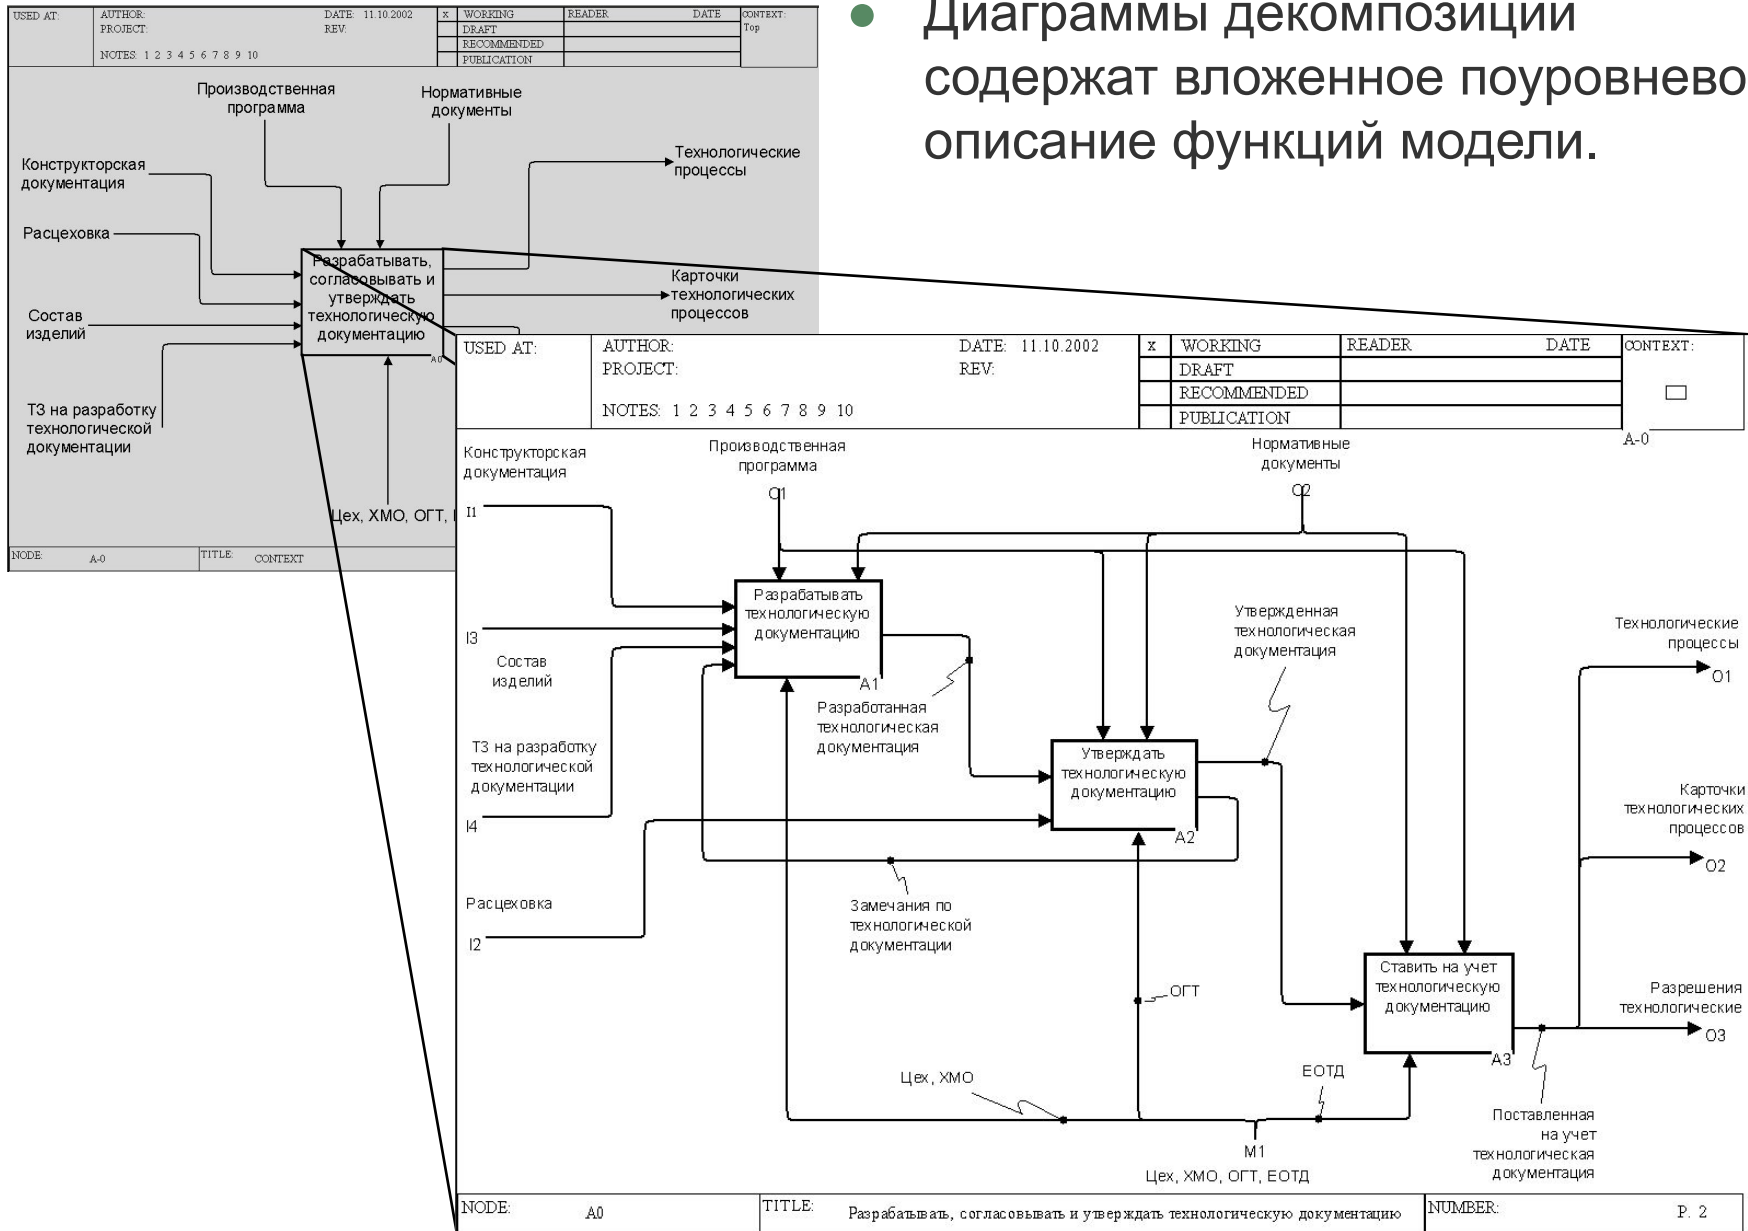 Диаграммы декомпозиции
содержат вложенное поуровнево
описание функций модели.
USED AT:
AUTHOR:
DATE: 11.10.2002
PROJECT:
REV:
NOTES: 1 2 3 4 5 6 7 8 9 10
x
WORKING
DRAFT
RECOMMENDED
PUBLICATION
READER
DATE
CONTEXT:
Top
Производственная
программа
Нормативные
документы
Конструкторская
документация
Расцеховка
Состав
изделий
ТЗ на разработку
технологической
документации
Разрабатывать,
согласовывать и
утверждать
технологическую
документацию
A0
Технологические
процессы
Карточки
технологических
процессов
Цех, ХМО, ОГТ,
NODE:
A-0
TITLE:
CONTEXT
USED AT:
AUTHOR:
DATE: 11.10.2002
PROJECT:
REV:
NOTES: 1 2 3 4 5 6 7 8 9 10
x
WORKING
DRAFT
RECOMMENDED
PUBLICATION
READER
DATE
CONTEXT:
A-0
Конструкторская
документация
I1
Производственная
программа
C1
Нормативные
документы
C2
I3
Состав
изделий
ТЗ на разработку
технологической
документации
I4
Расцеховка
I2
Разрабатывать
технологическую
документацию
A1
Разработанная
технологическая
документация
Утверждать
технологическую
документацию
A2
Утвержденная
технологическая
документация
Замечания по
технологической
документации
Ставить на учет
технологическую
документацию
A3
Технологические
процессы
O1
Карточки
технологических
процессов
O2
Разрешения
технологические
O3
ОГТ
Цех, ХМО
ЕОТД
M1
Цех, ХМО, ОГТ, ЕОТД
Поставленная
на учет
технологическая
документация
NODE:
A0
TITLE:
Разрабатывать, согласовывать и утверждать технологическую документацию
NUMBER:
P. 2